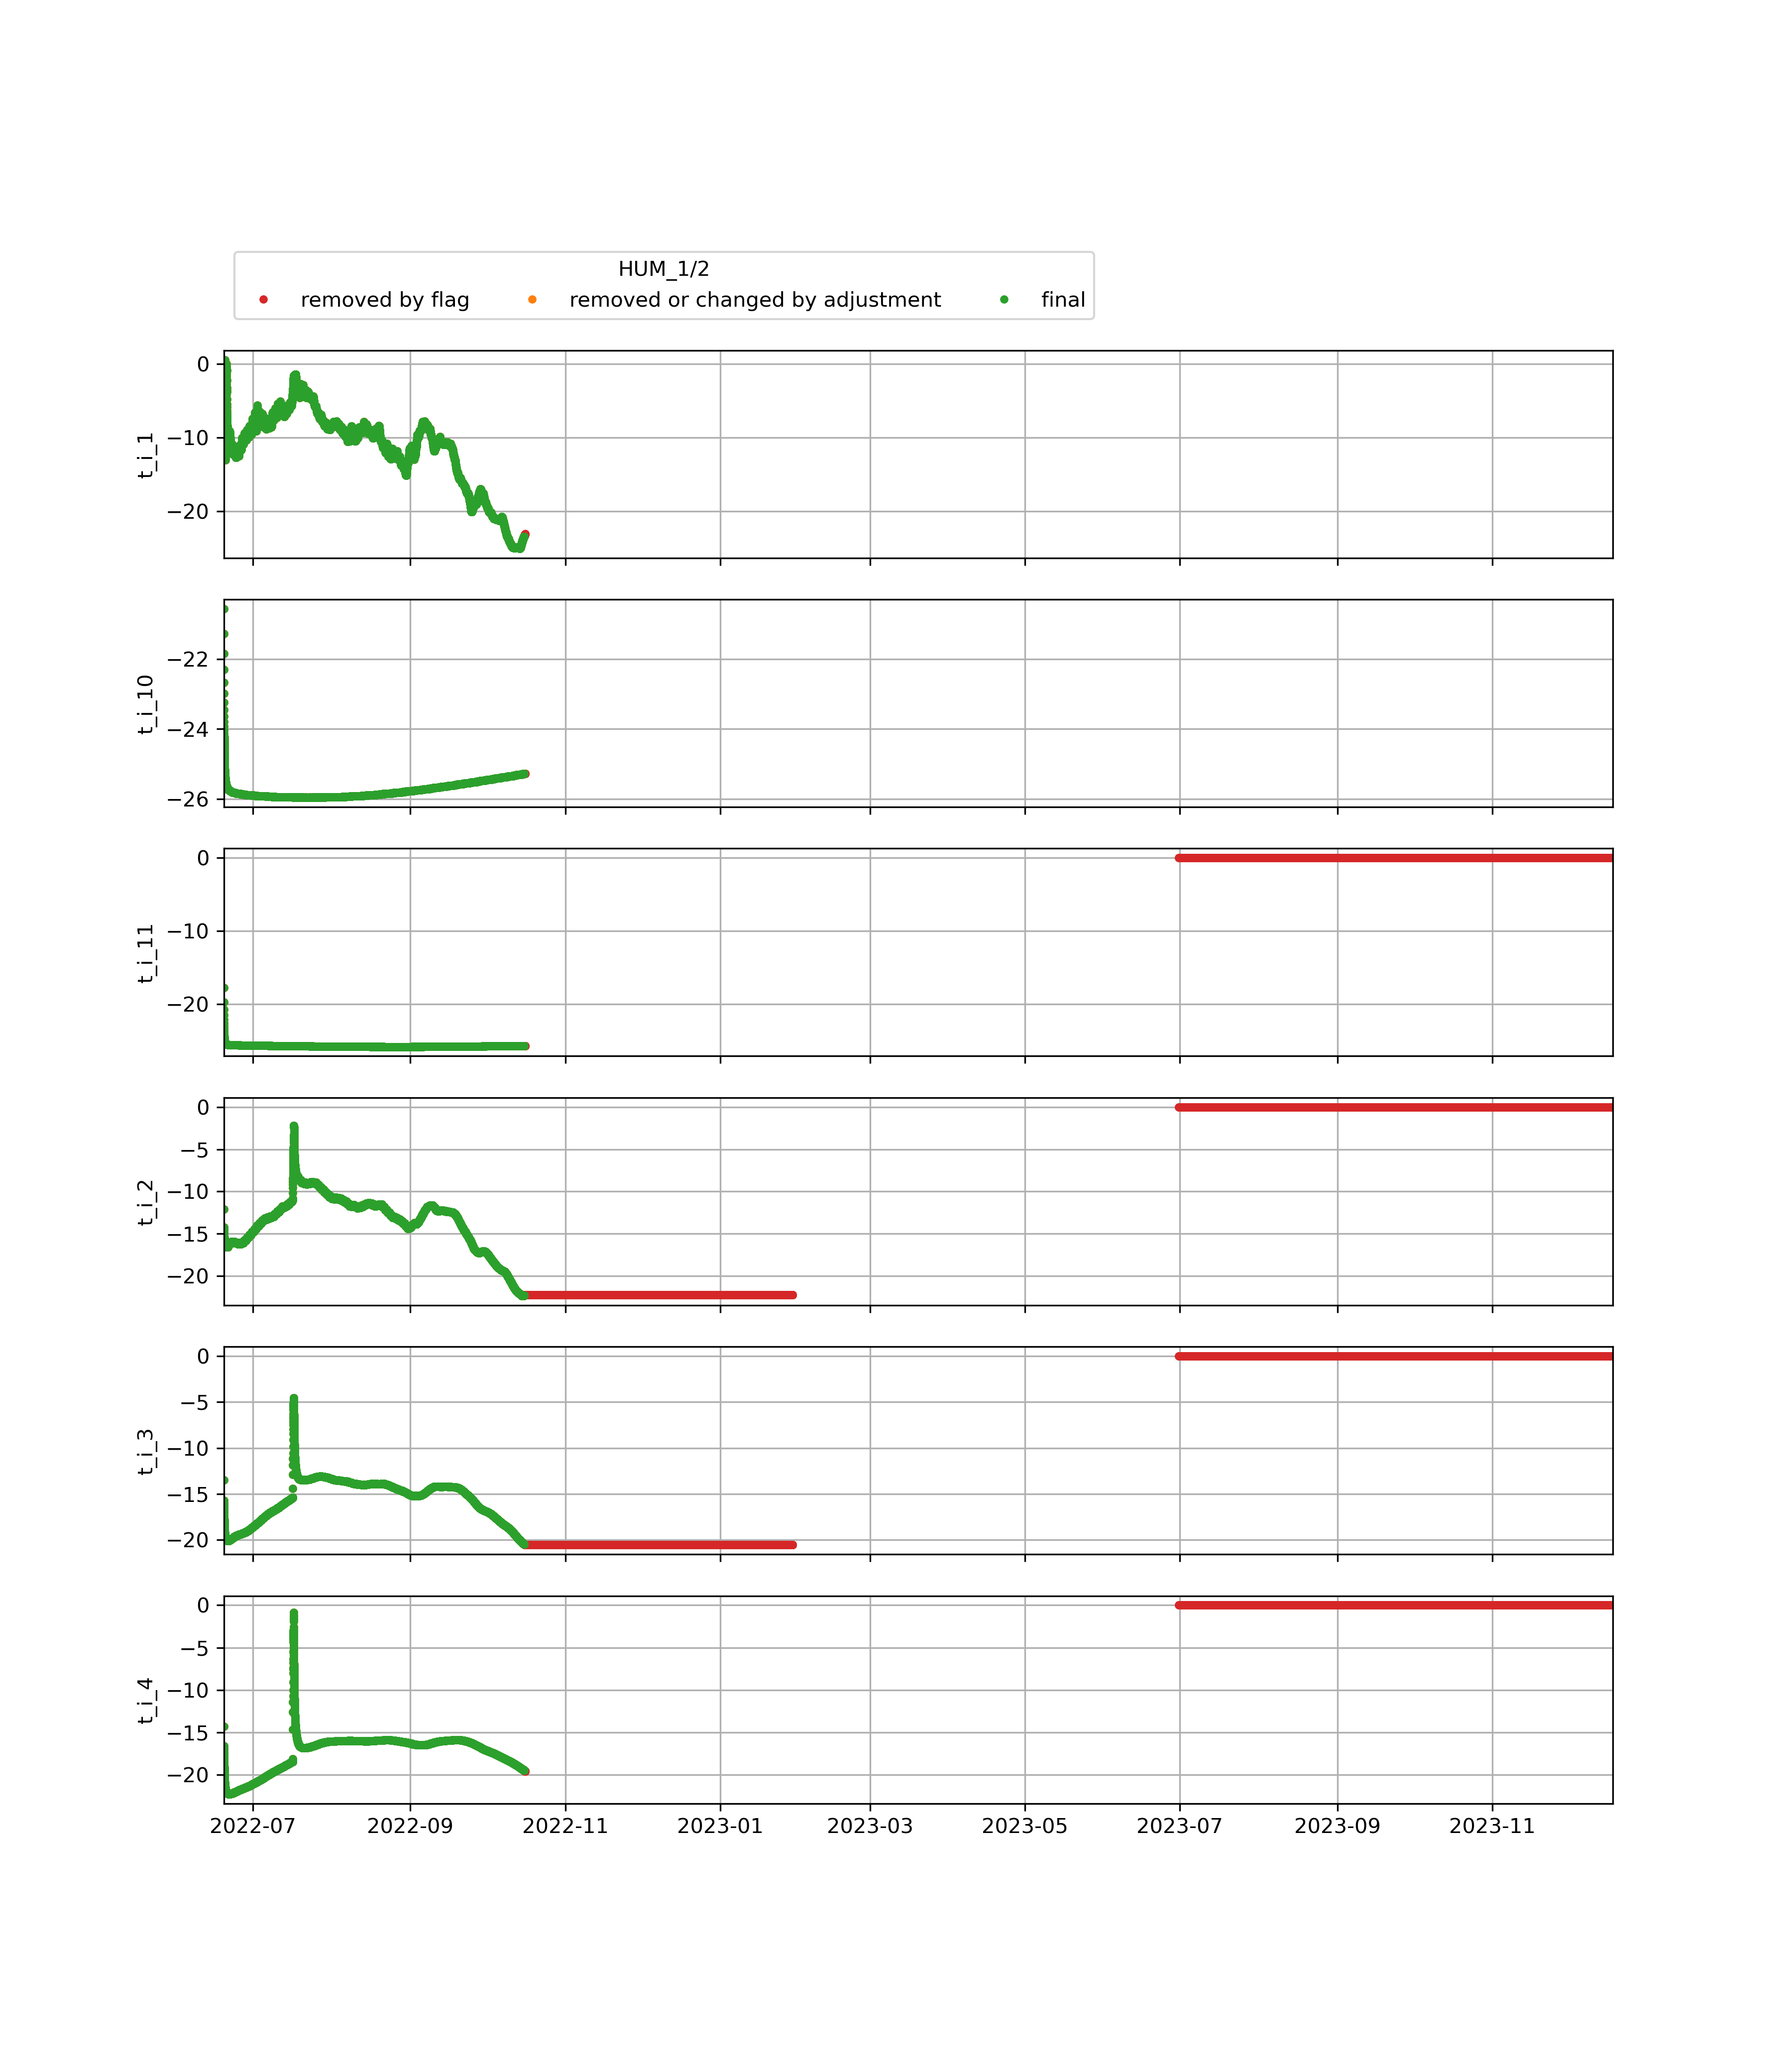 HUM_1/2
removed by flag removed or changed by adjustment final
0
−10
−20
t_i_1
−22
−24
−26
t_i_10
0
−10
−20
t_i_11
0
−5
−10
−15
−20
t_i_2
0
−5
−10
−15
−20
t_i_3
0
−5
−10
−15
−20
t_i_4
2022-07 2022-09 2022-11 2023-01 2023-03 2023-05 2023-07 2023-09 2023-11